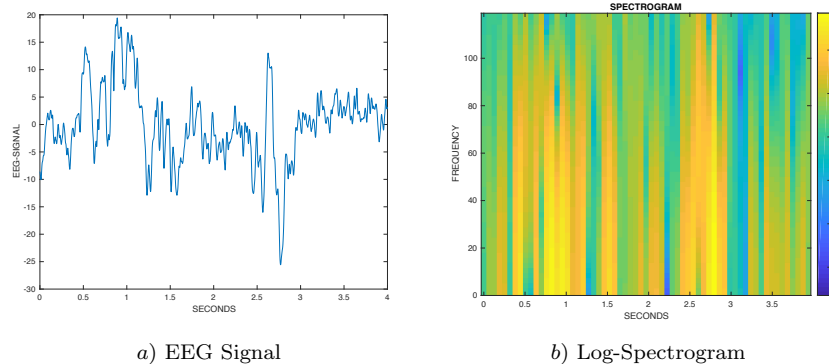 20
15
10
5
0
-5
-10
-15
-20
-25
-30
EEG-SIGNAL
0 0.5 1 1.5 2 2.5 3 3.5 4
SECONDS
a) EEG Signal
SPECTROGRAM
120
100
80
60
40
20
0
FREQUENCY
0 0.5 1 1.5 2 2.5 3 3.5
SECONDS
b) Log-Spectrogram